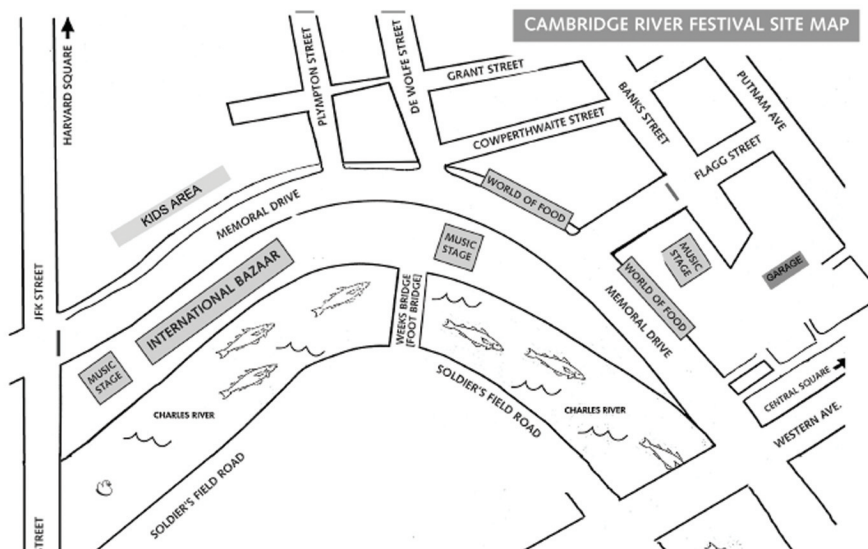 CAMBRIDGE RIVER FESTIVAL SITE MAP
HARVARD SQUARE
PLYMPTON STREET
DE WOLFE STREET
GRANT STREET
COWPERTHWAITE STREET
BANKS STREET
PUTNAM AVE
FLAGG STREET
KIDS AREA
MEMORAL DRIVE
WORLD OF FOOD
MUSIC
STAGE
MUSIC
STAGE
GARAGE
INTERNATIONAL BAZAAR
WEEKS BRIDGE
[FOOT BRIDGE]
WORLD OF FOOD
MEMORAL DRIVE
JFK STREET
MUSIC
STAGE
CHARLES RIVER
SOLDIER'S FIELD ROAD
CHARLES RIVER
CENTRAL SQUARE
WESTERN AVE.
SOLDIER'S FIELD ROAD
STREET